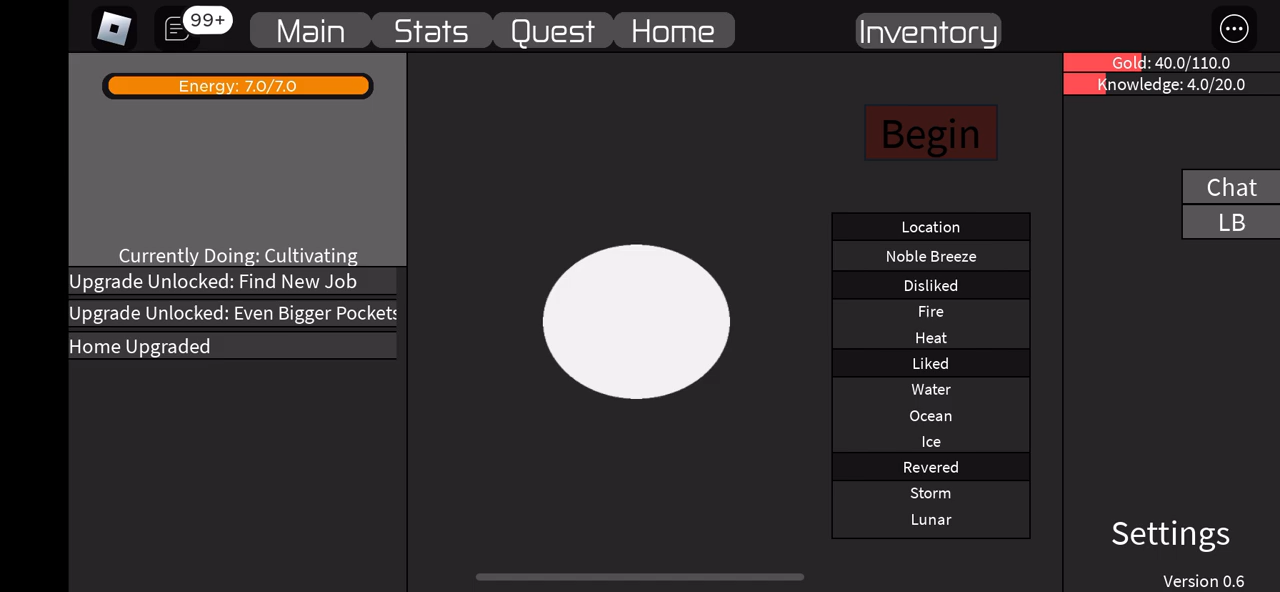 99+
Main
Stats
Quest
Home
Inventory
Energy: 7.0/7.0
Currently Doing: Cultivating
Upgrade Unlocked: Find New Job
Upgrade Unlocked: Even Bigger Pockets
Home Upgraded
Begin
Location
Noble Breeze
Disliked
Fire
Heat
Liked
Water
Ocean
Ice
Revered
Storm
Lunar
Gold: 40.0/110.0
Knowledge: 4.0/20.0
Chat
LB
Settings
Version 0.6